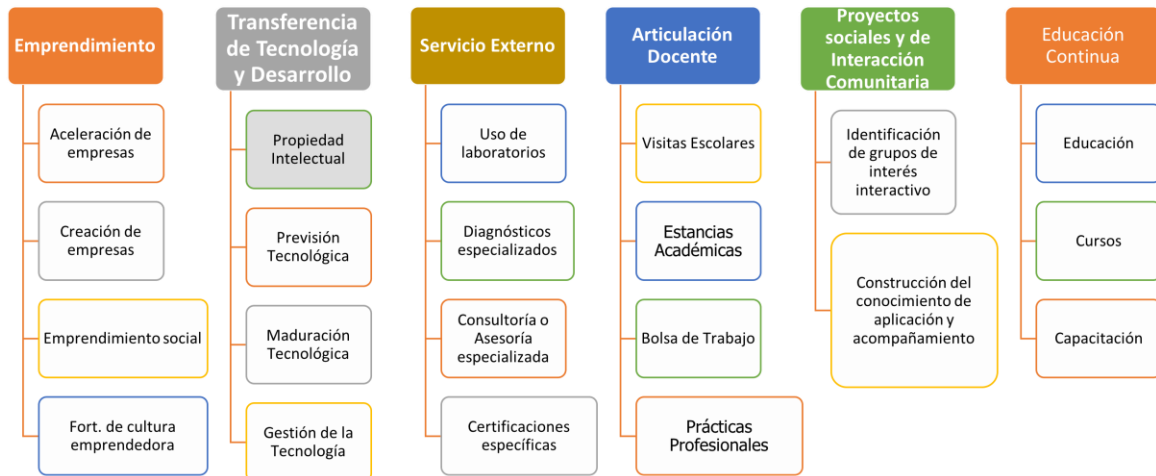 Emprendimiento
Aceleración de
empresas
Creación de
empresas
Emprendimiento social
Fort. de cultura
emprendedora
Transferencia
de Tecnología
y Desarrollo
Propiedad
Intelectual
Previsión
Tecnológica
Maduración
Tecnológica
Gestión de la
Tecnología
Servicio Externo
Uso de
laboratorios
Diagnósticos
especializados
Consultoría o
Asesoría
especializada
Certificaciones
específicas
Articulación
Docente
Visitas Escolares
Estancias
Académicas
Bolsa de Trabajo
Prácticas
Profesionales
Proyectos
sociales y de
Interacción
Comunitaria
Identificación
de grupos de
interés
interactivo
Construcción del
conocimiento de
aplicación y
acompañamiento
Educación
Continua
Educación
Cursos
Capacitación